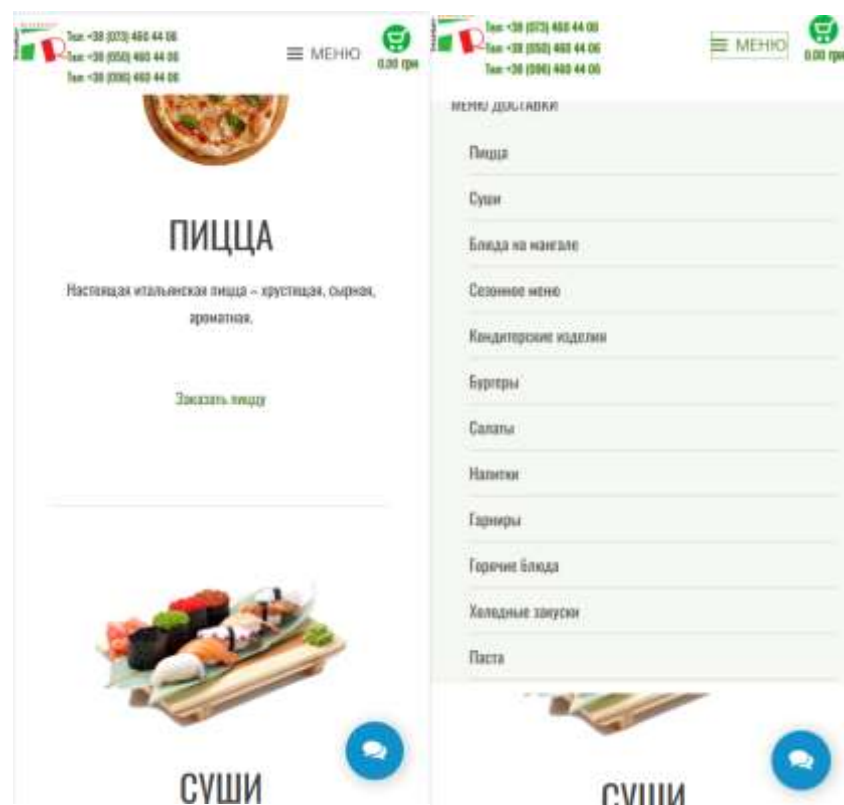 Тел: +38 (073) 460 44 06
Тел: +38 (050) 460 44 06
Тел: +38 (096) 460 44 06
МЕНЮ
0.00 грн
ПИЦЦА
Настоящая итальянская пицца – хрустящая, сырная,
ароматная.
Заказать пиццу
СУШИ
Тел: +38 (073) 460 44 06
Тел: +38 (050) 460 44 06
Тел: +38 (096) 460 44 06
МЕНЮ
0.00 грн
МЕНЮ ДОСТАВКИ
Пицца
Суши
Блюда на мангале
Сезонное меню
Кондитерские изделия
Бургеры
Салаты
Напитки
Гарниры
Горячие блюда
Холодные закуски
Паста
СУШИ